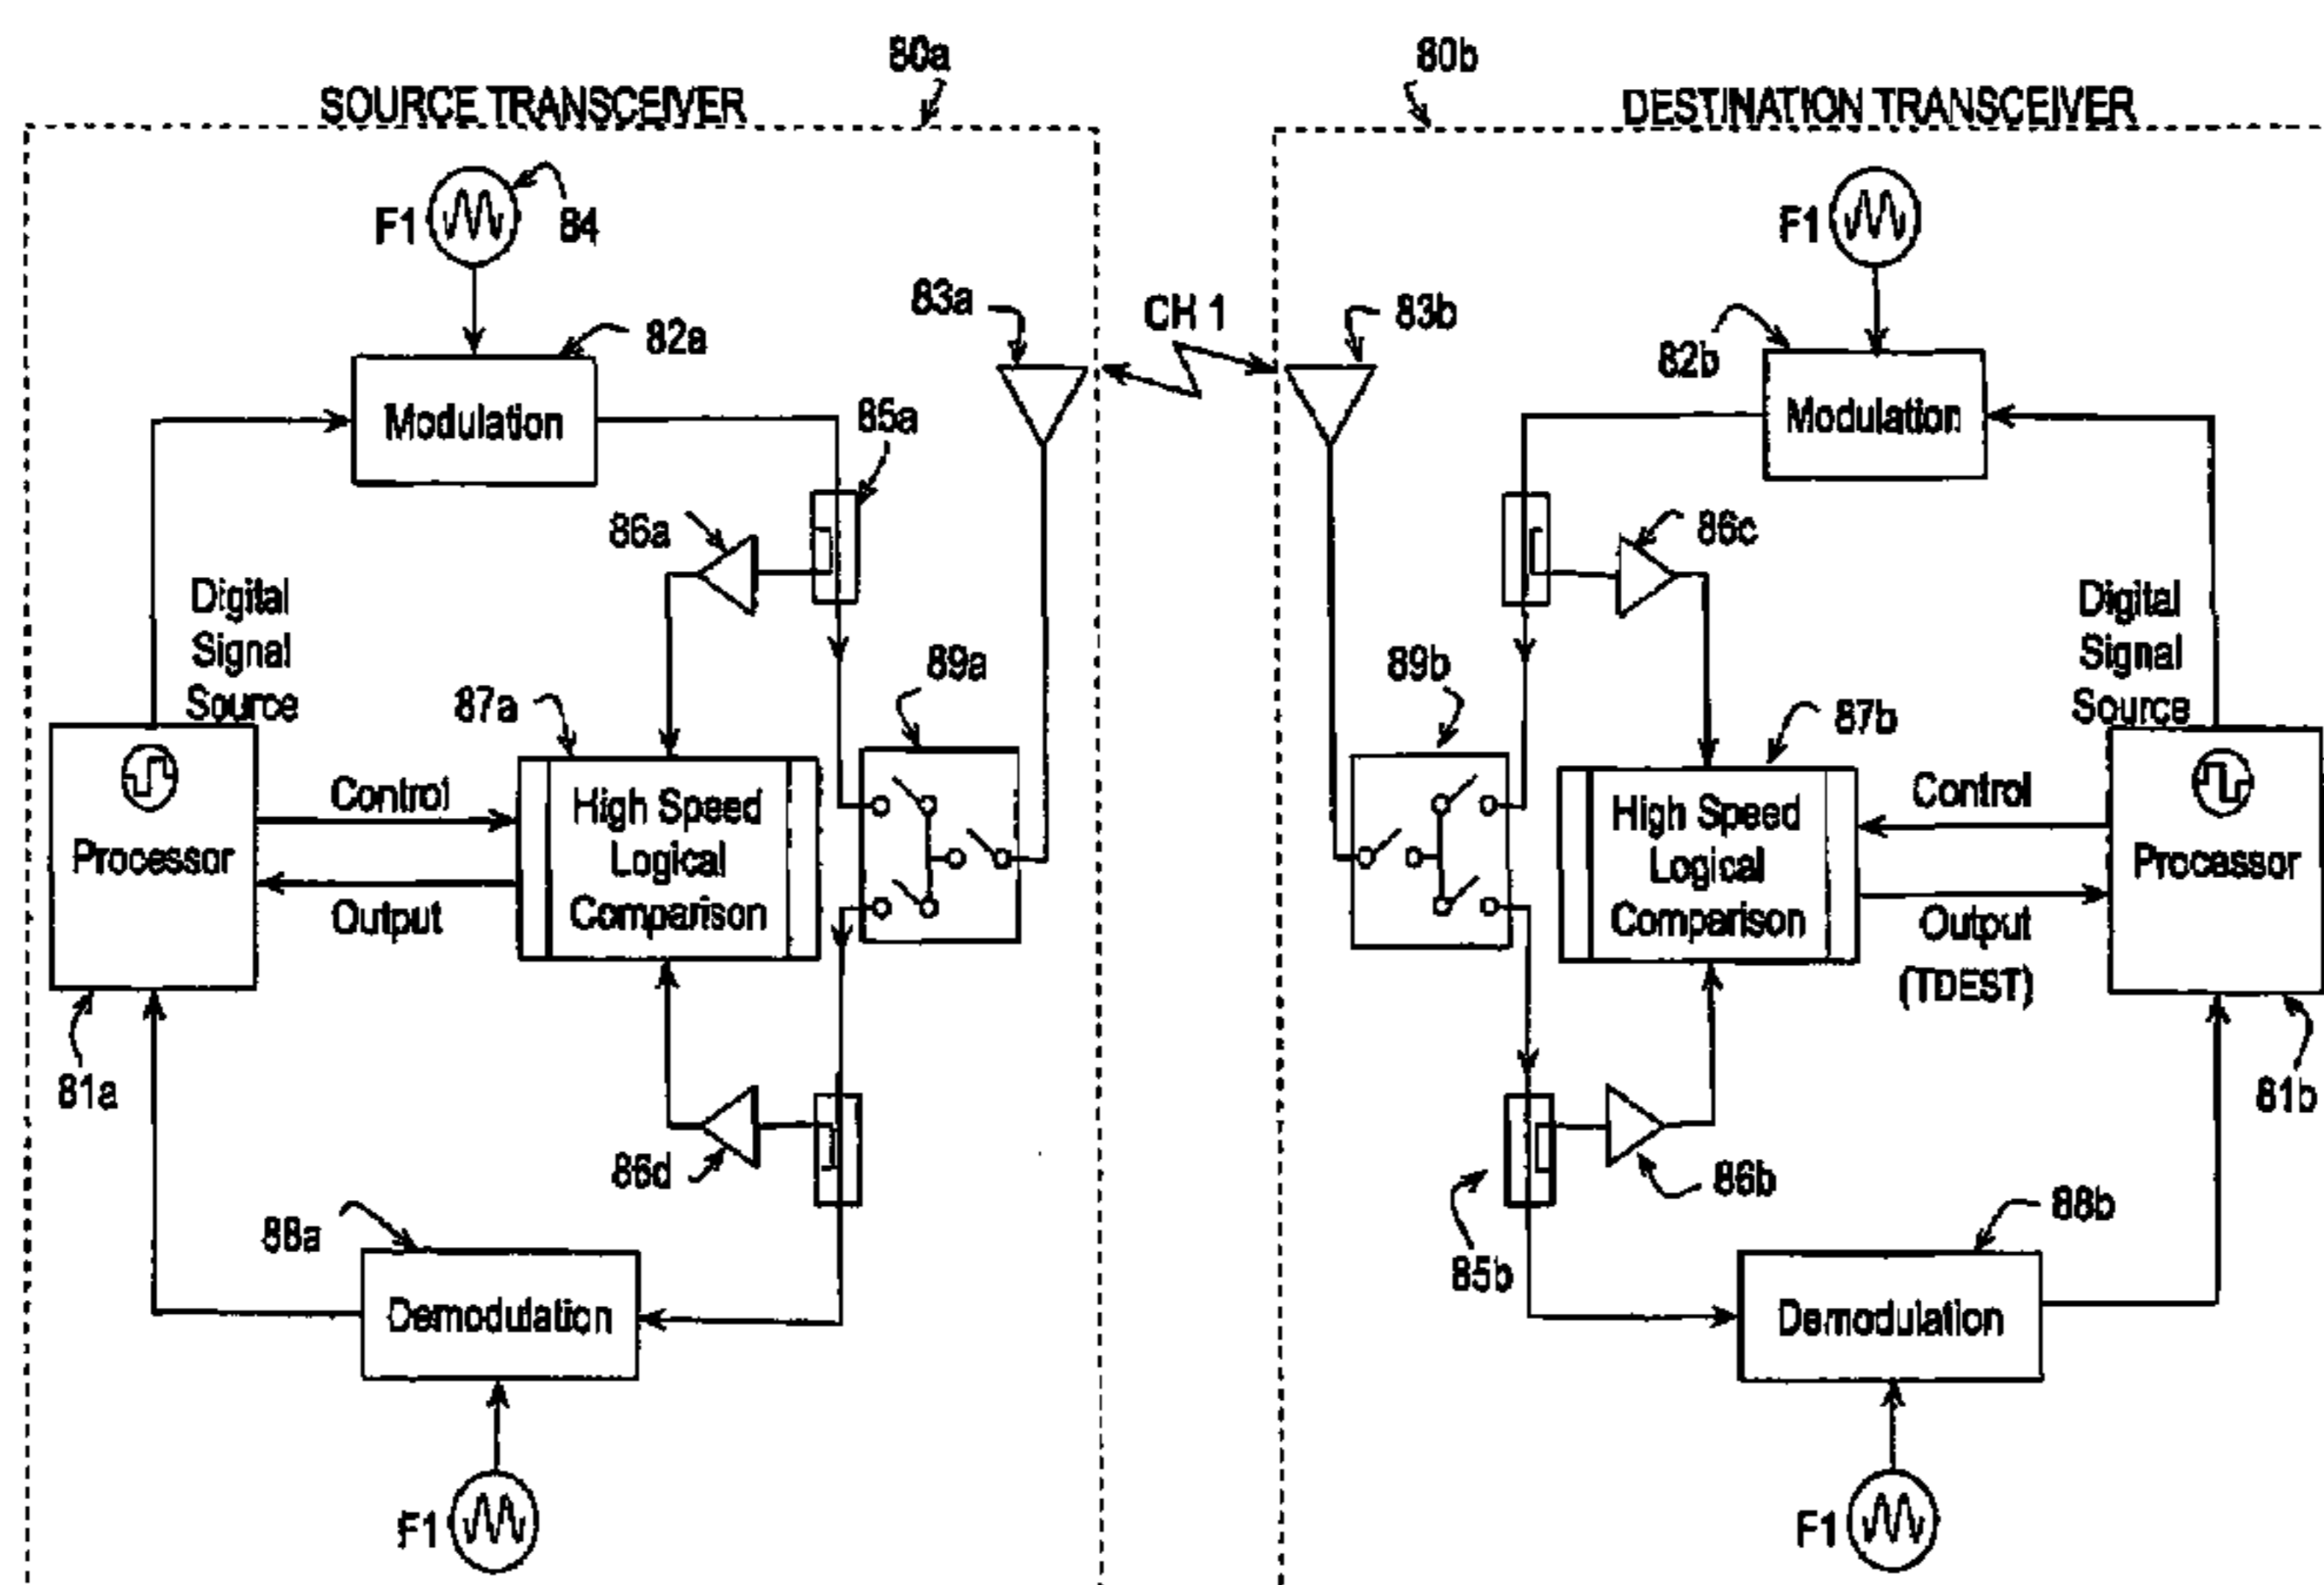 80a
80b
SOURCE TRANSCEIVER
DESTINATION TRANSCEIVER
F1
84
F1
83a
CH 1
83b
82a
82b
Modulation
Modulation
85a
86a
86c
Digital
Signal
Source
Digital
Signal
Source
87a
89a
89b
87b
Control
High Speed
Logical
Comparison
Processor
Output
High Speed
Logical
Comparison
Control
Processor
Output
(TDEST)
81a
81b
86d
86b
88a
85b
88b
Demodulation
Demodulation
F1
F1